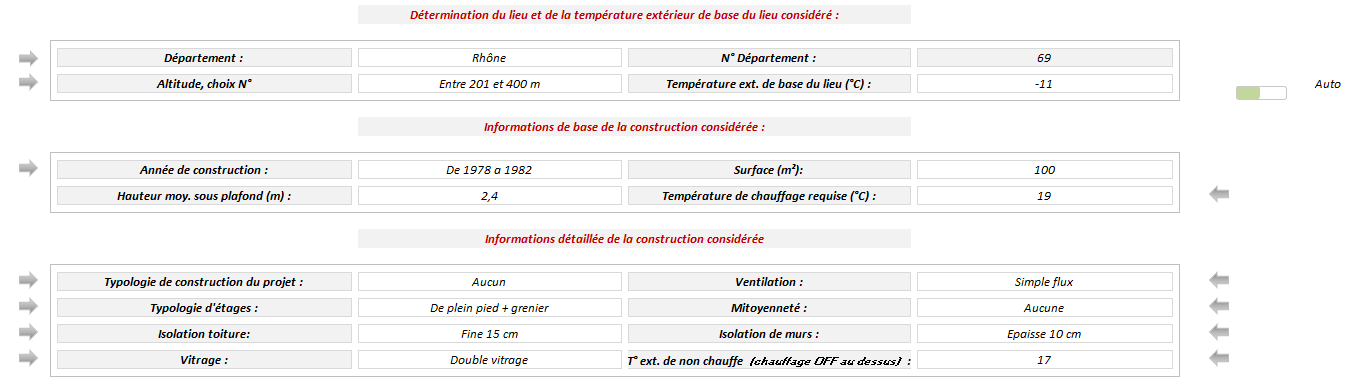 Détermination du lieu et de la température extérieur de base du lieu considéré :
Département : Rhône N° Département : 69
Altitude, choix N° Entre 201 et 400 m Température ext. de base du lieu (°C) : -11
Auto
Informations de base de la construction considérée :
Année de construction : De 1978 a 1982 Surface (m²): 100
Hauteur moy. sous plafond (m) : 2,4 Température de chauffage requise (°C) : 19
Informations détaillée de la construction considérée
Typologie de construction du projet : Aucun Ventilation : Simple flux
Typologie d'étages : De plein pied + grenier Mitoyenneté : Aucune
Isolation toiture: Fine 15 cm Isolation de murs : Epaisse 10 cm
Vitrage : Double vitrage T° ext. de non chauffe (chauffage OFF au dessus) : 17